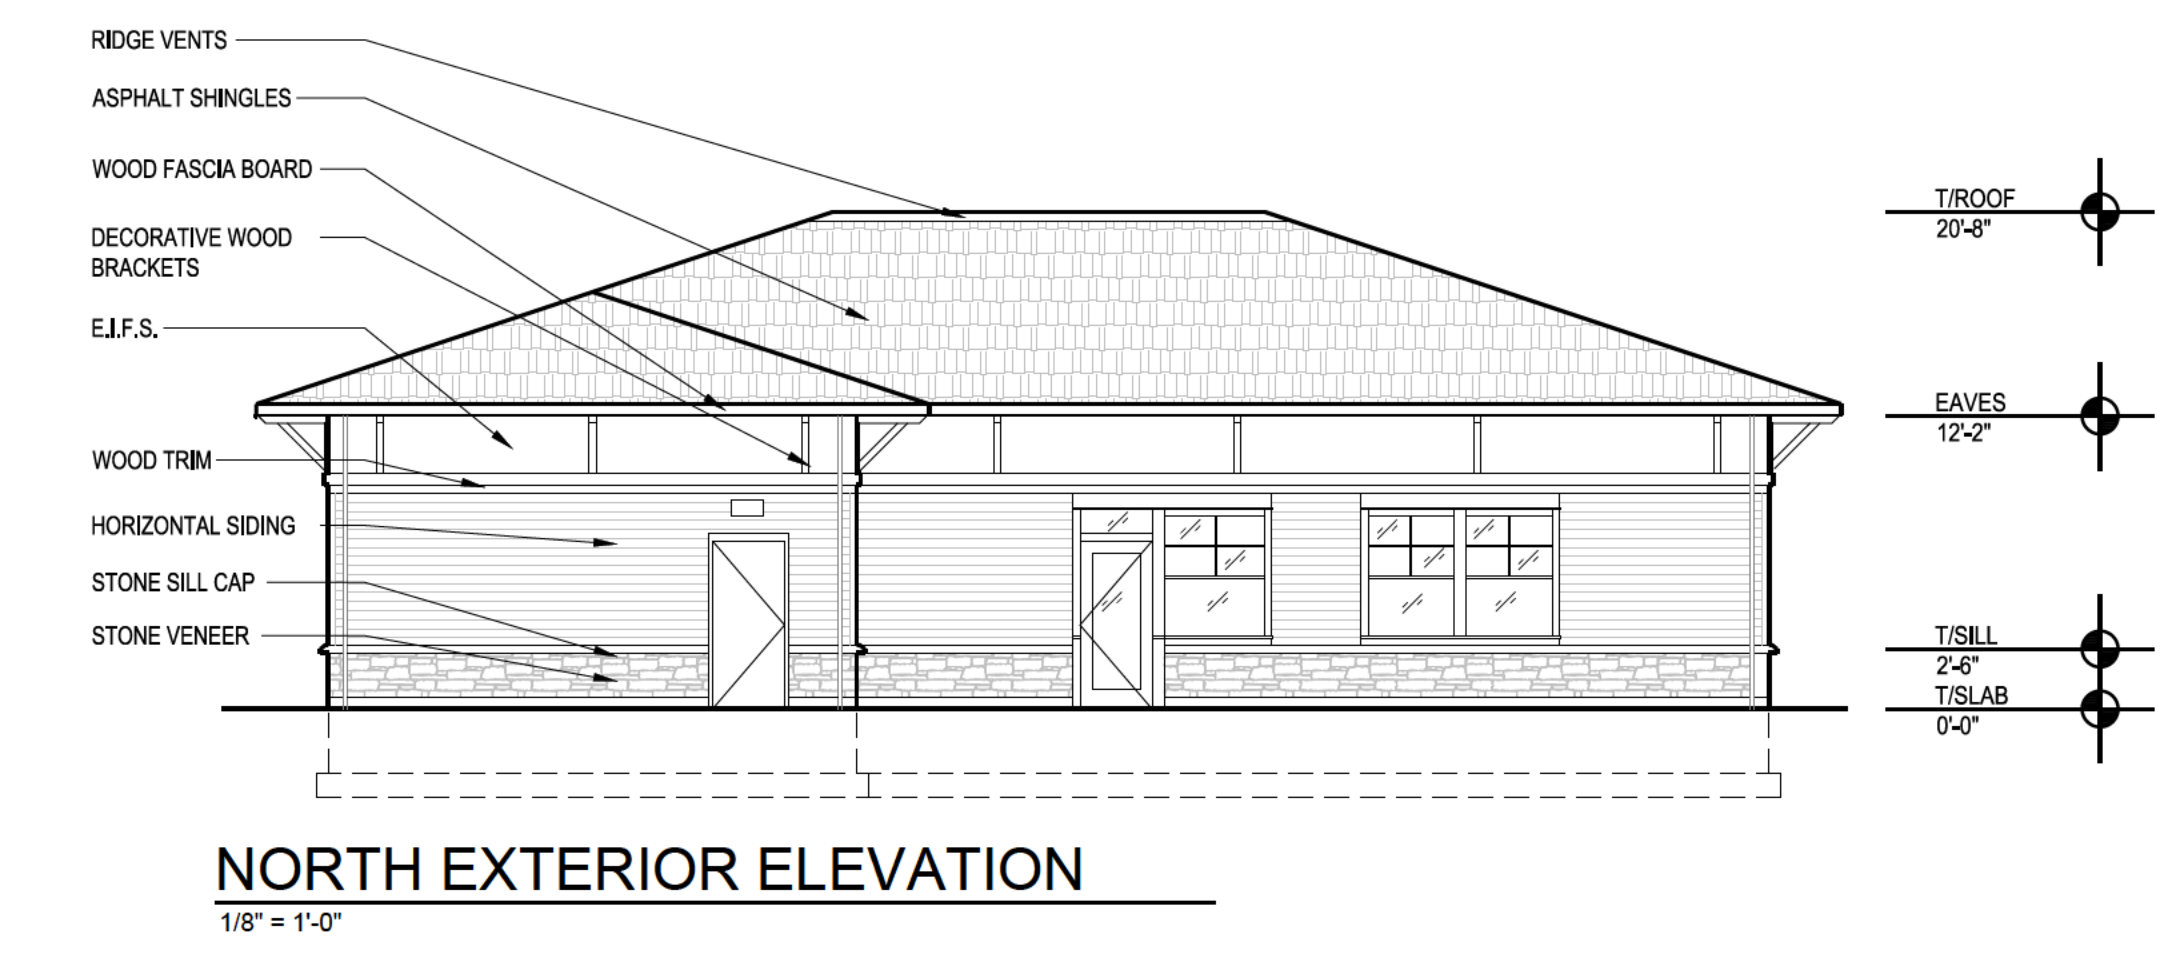 RIDGE VENTS
ASPHALT SHINGLES
WOOD FASCIA BOARD
DECORATIVE WOOD
BRACKETS
E.I.F.S.
WOOD TRIM
HORIZONTAL SIDING
STONE SILL CAP
STONE VENEER
T/ROOF
20'-8"
EAVES
12'-2"
T/SILL
2'-6"
T/SLAB
0'-0"
NORTH EXTERIOR ELEVATION
1/8" = 1'-0"